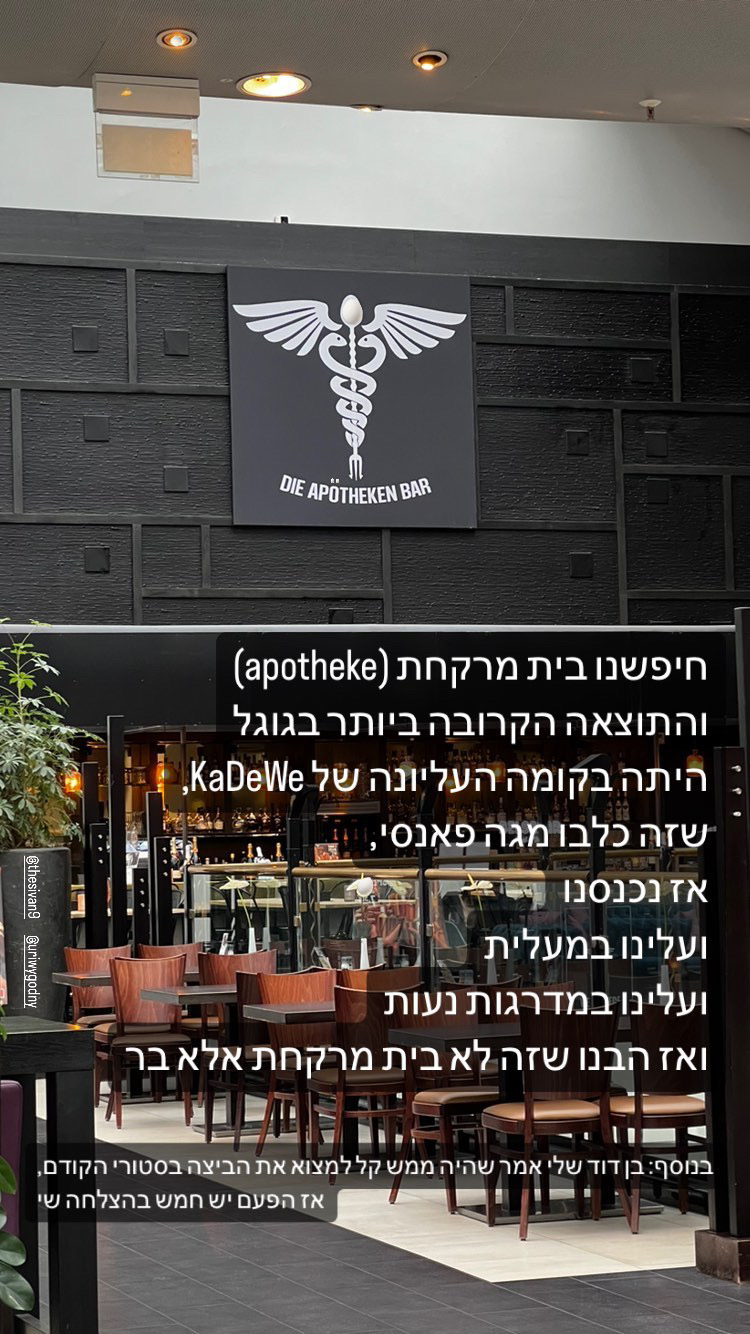 DIE APOTHEKEN BAR
חיפשנו בית מרקחת (apotheke)
והתוצאה הקרובה ביותר בגוגל
היתה בקומה העליונה של KaDeWe,
שזה כלבו מגה פאנסי,
אז נכנסנו
ועלינו במעלית
ועלינו במדרגות נעות
ואז הבנו שזה לא בית מרקחת אלא בר
@thesivan9 @uriwygodny
בנוסף: בן דוד שלי אמר שהיה ממש קל למצוא את הביצה בסטורי הקודם,
אז הפעם יש חמש בהצלחה שי